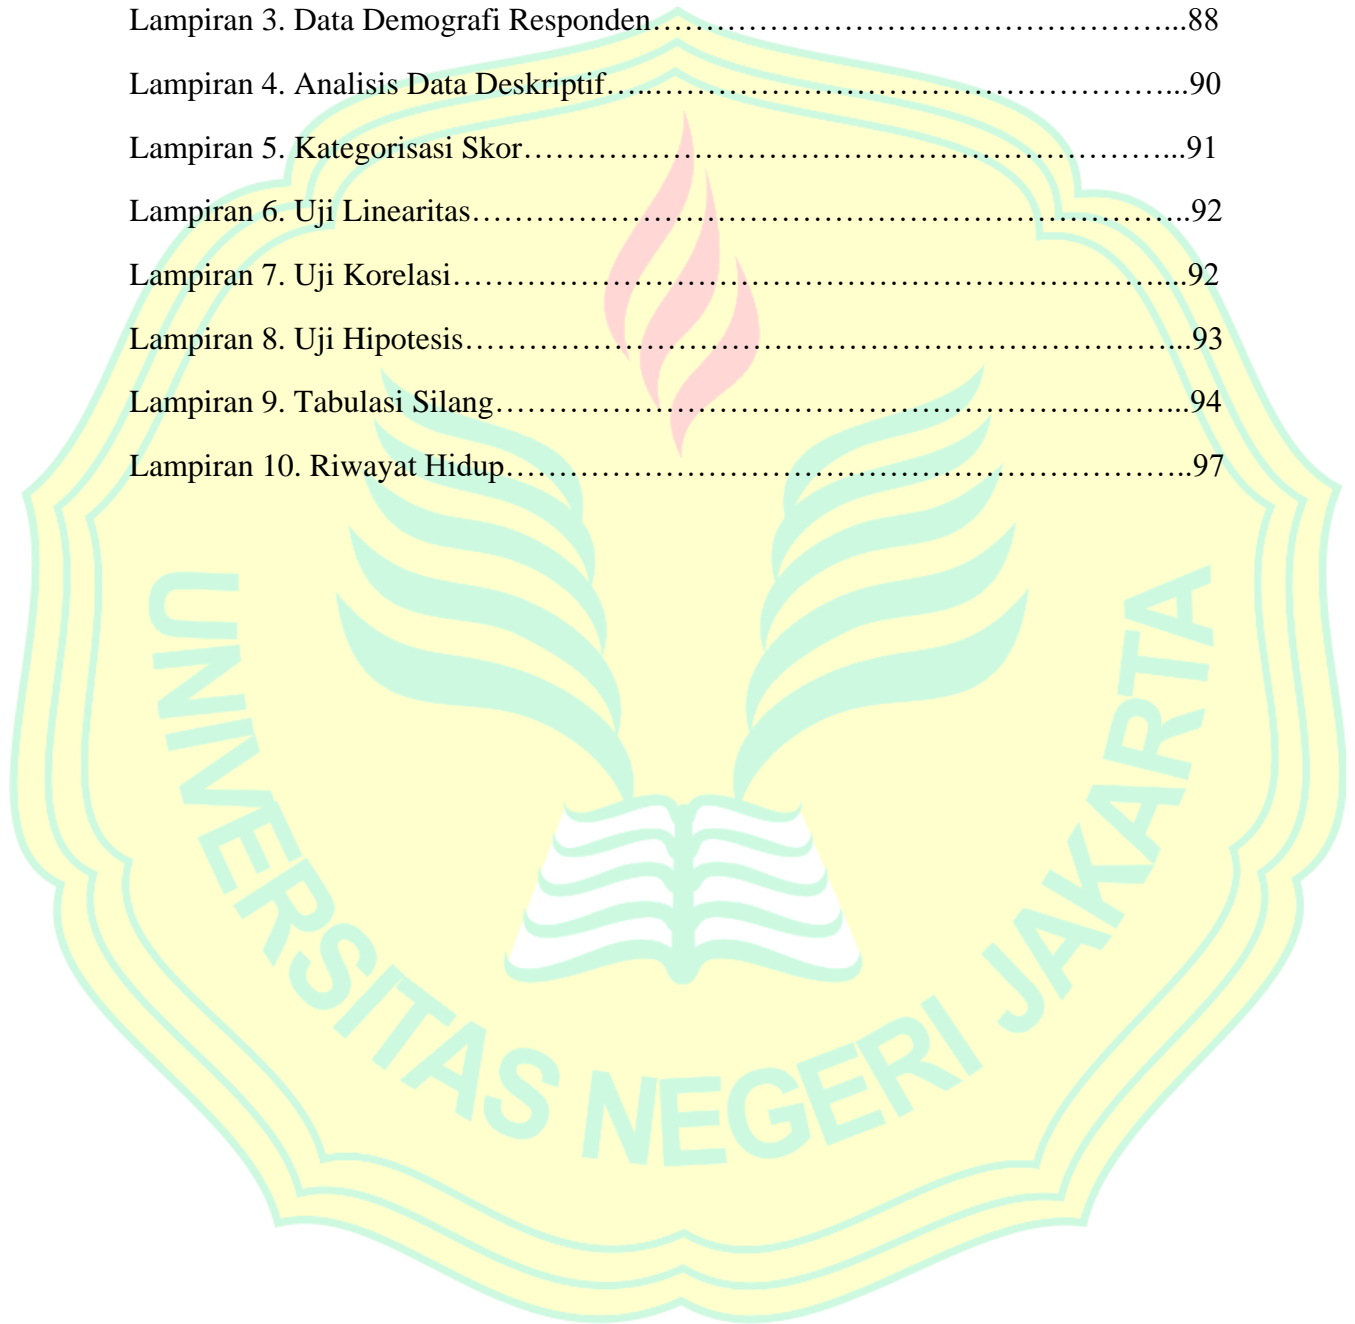 Lampiran 3. Data Demografi Responden…………………………………………...88
Lampiran 4. Analisis Data Deskriptif…..…………………………………………...90
Lampiran 5. Kategorisasi Skor……………………………………………………...91
Lampiran 6. Uji Linearitas…………………………………………………………..92
Lampiran 7. Uji Korelasi…………………………………………………………....92
Lampiran 8. Uji Hipotesis…………………………………………………………...93
Lampiran 9. Tabulasi Silang………………………………………………………...94
Lampiran 10. Riwayat Hidup………………………………………………………..97
UNIVERSITAS NEGERI JAKARTA